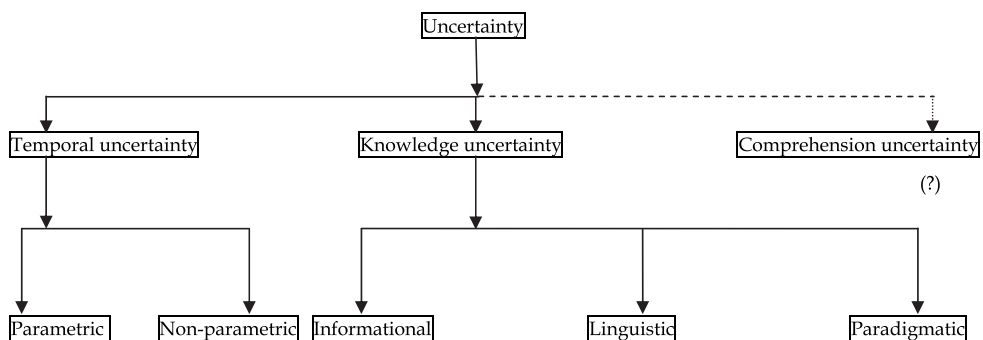 Uncertainty
Temporal uncertainty
Knowledge uncertainty
Comprehension uncertainty
(?)
Parametric
Non-parametric
Informational
Linguistic
Paradigmatic